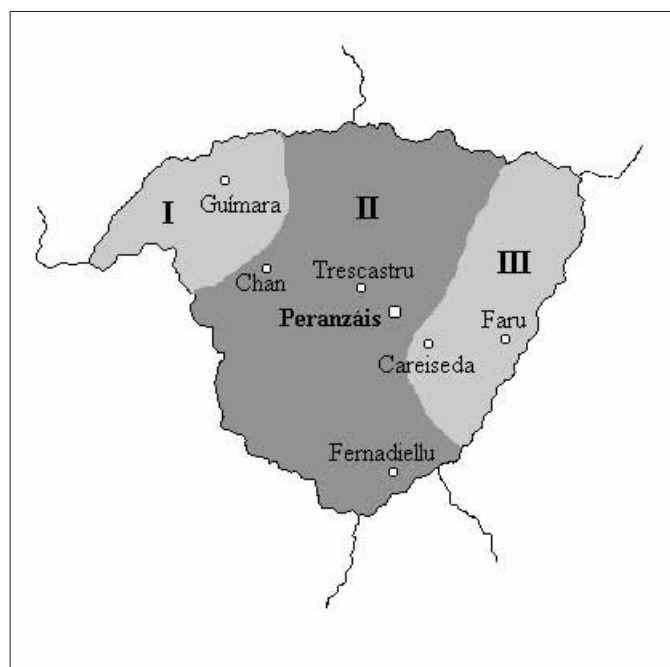 Guímara
I
II
Chan
Trescastru
III
Peranzáis
Faru
Careiseda
Fernadiellu